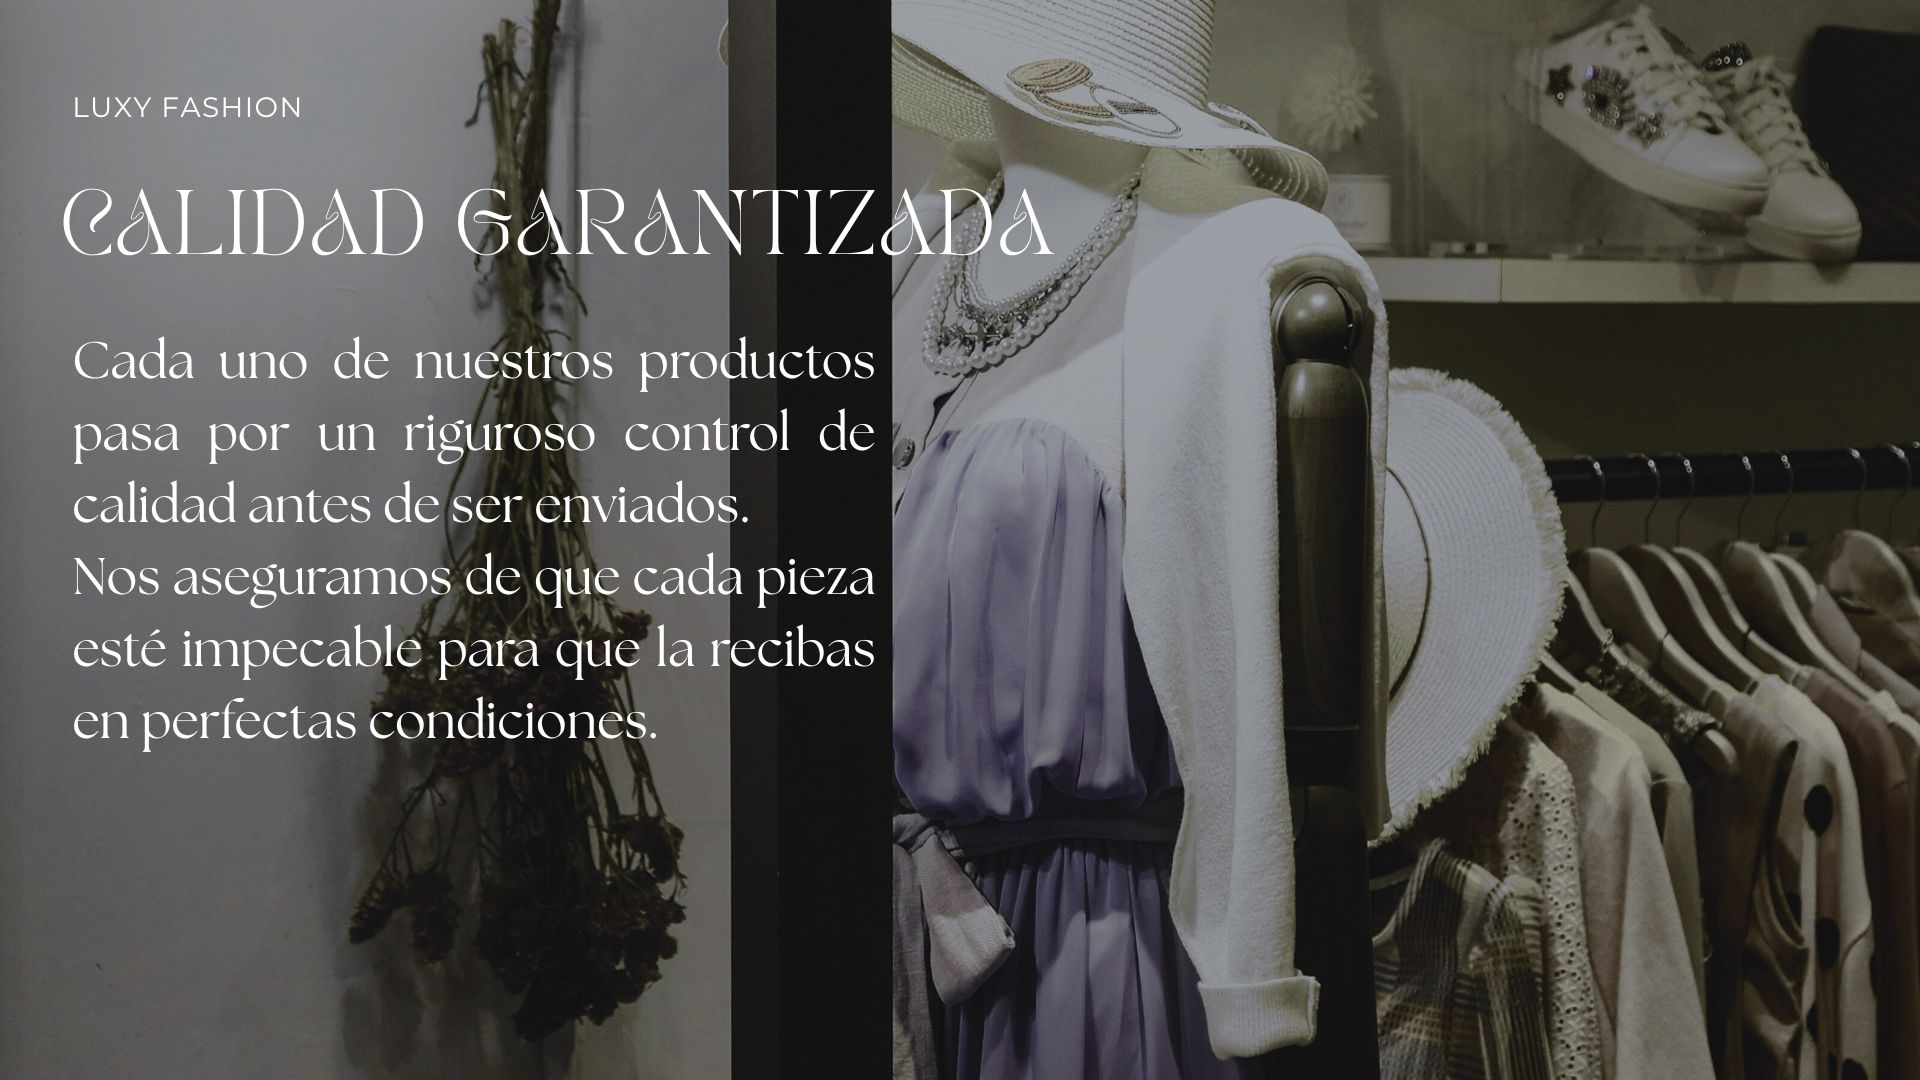 LUXY FASHION
CALIDAD GARANTIZADA
Cada uno de nuestros productos
pasa por un riguroso control de
calidad antes de ser enviados.
Nos aseguramos de que cada pieza
esté impecable para que la recibas
en perfectas condiciones.